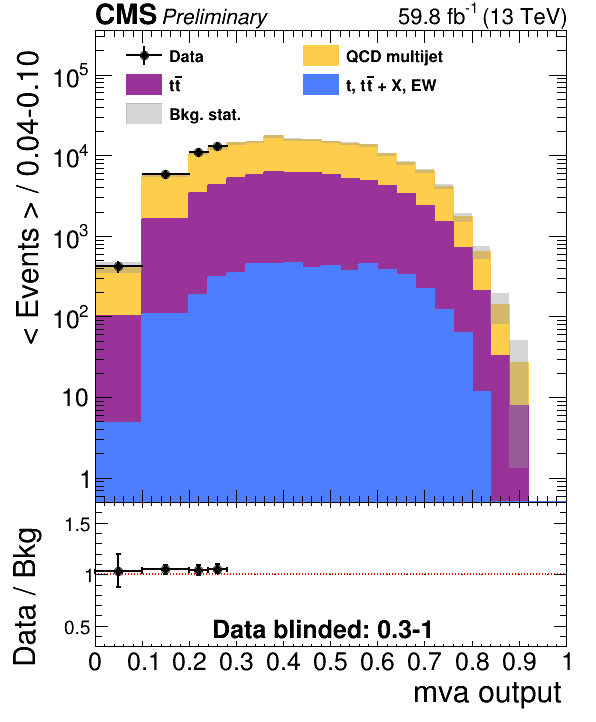 CMS Preliminary 59.8 fb⁻¹ (13 TeV)
Data QCD multijet
tt̅ t, tt̅ + X, EW
Bkg. stat.
< Events > / 0.04-0.10
10⁵
10⁴
10³
10²
10
1
Data / Bkg
1.5
1
0.5
Data blinded: 0.3-1
0 0.1 0.2 0.3 0.4 0.5 0.6 0.7 0.8 0.9 1
mva output